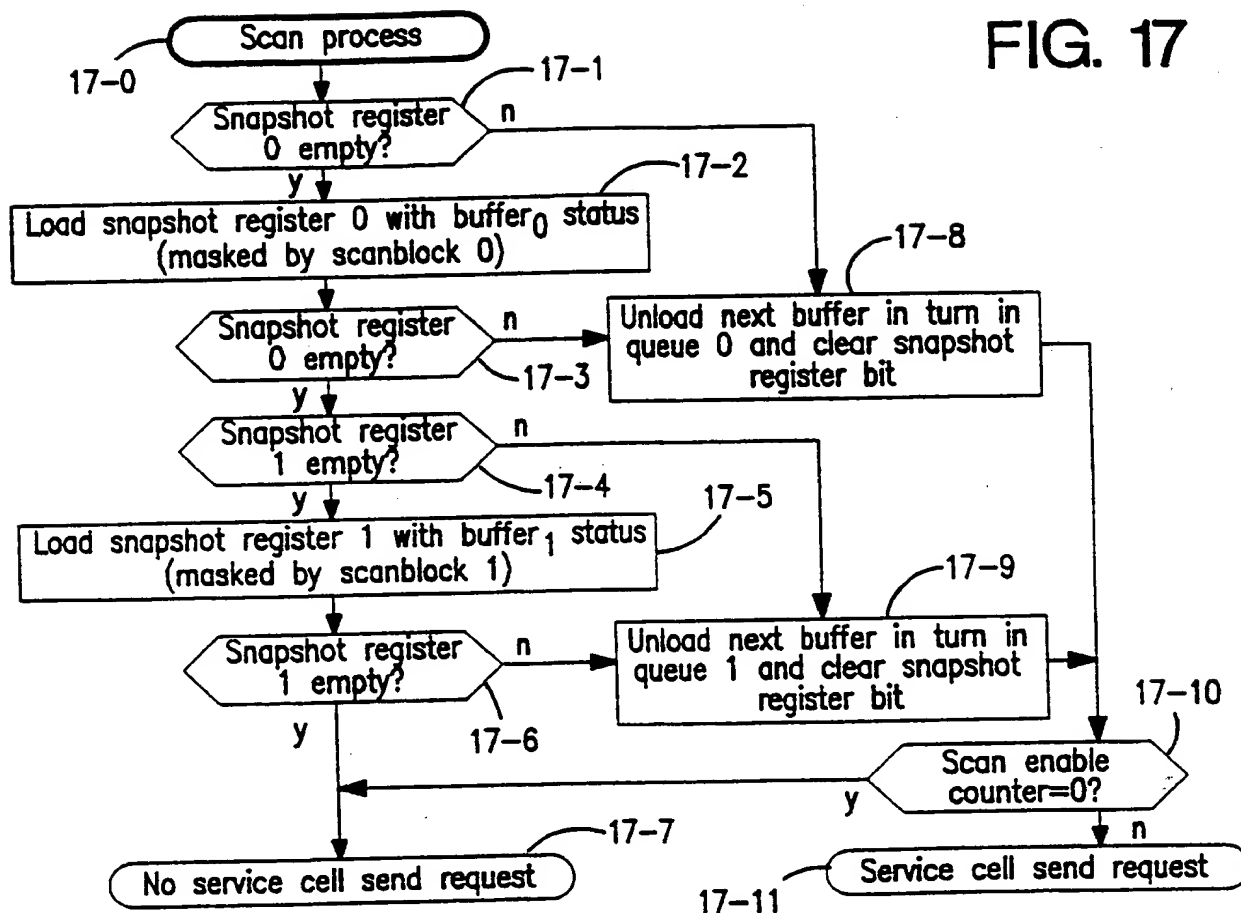 FIG. 17
Scan process
17-0
17-1
Snapshot register
0 empty?
n
y
17-2
Load snapshot register 0 with buffer0 status
(masked by scanblock 0)
17-8
Snapshot register
0 empty?
n
17-3
y
Unload next buffer in turn in
queue 0 and clear snapshot
register bit
Snapshot register
1 empty?
n
17-4
y
17-5
Load snapshot register 1 with buffer1 status
(masked by scanblock 1)
17-9
Snapshot register
1 empty?
n
17-6
y
Unload next buffer in turn in
queue 1 and clear snapshot
register bit
17-10
Scan enable
counter=0?
y
n
17-7
No service cell send request
Service cell send request
17-11